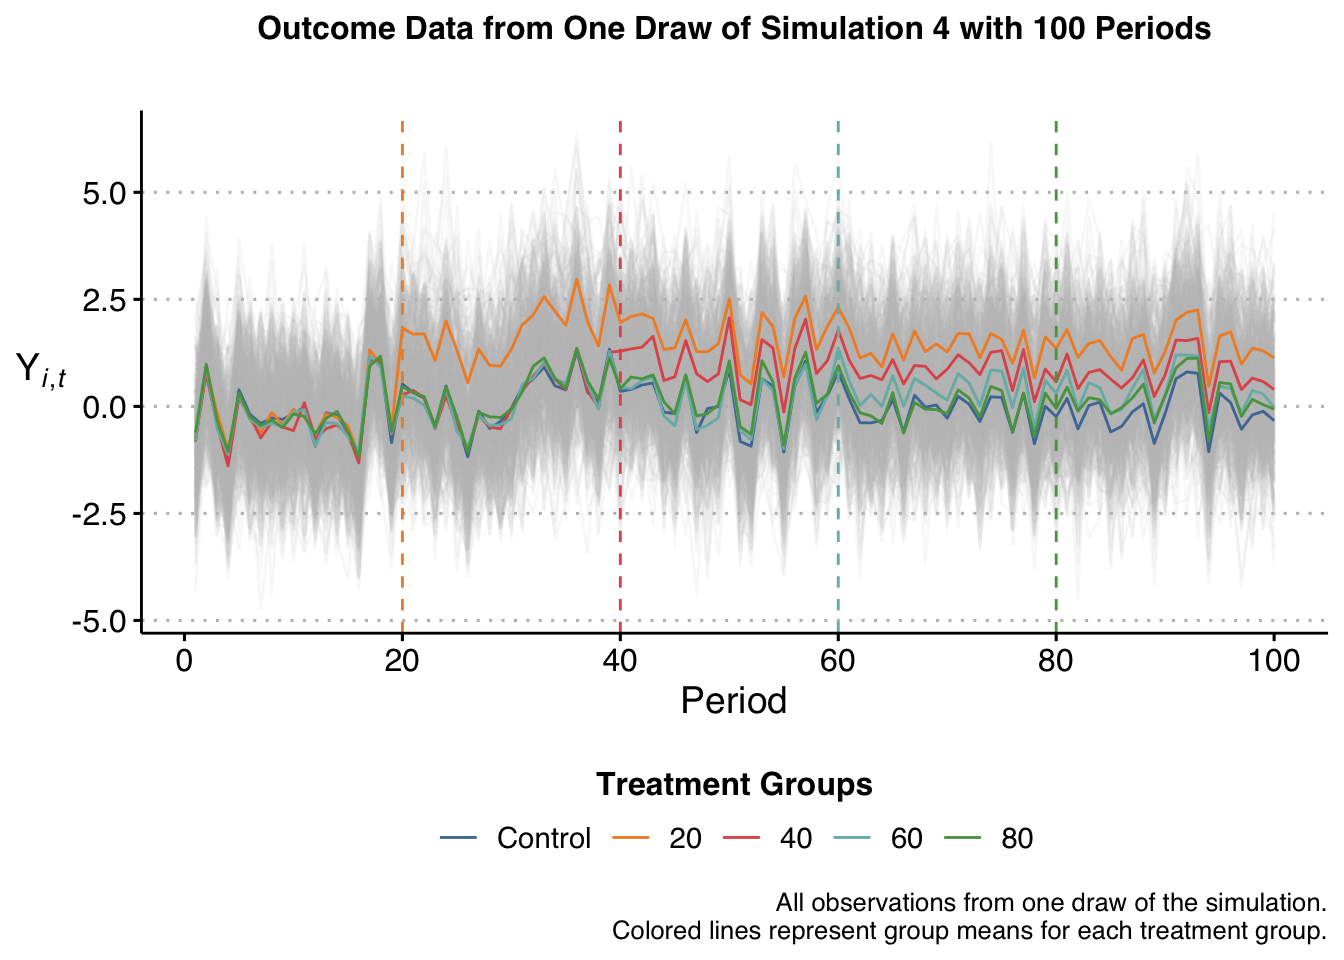 Outcome Data from One Draw of Simulation 4 with 100 Periods
5.0
2.5
Y i,t
0.0
-2.5
-5.0
0 20 40 60 80 100
Period
Treatment Groups
Control 20 40 60 80
All observations from one draw of the simulation.
Colored lines represent group means for each treatment group.